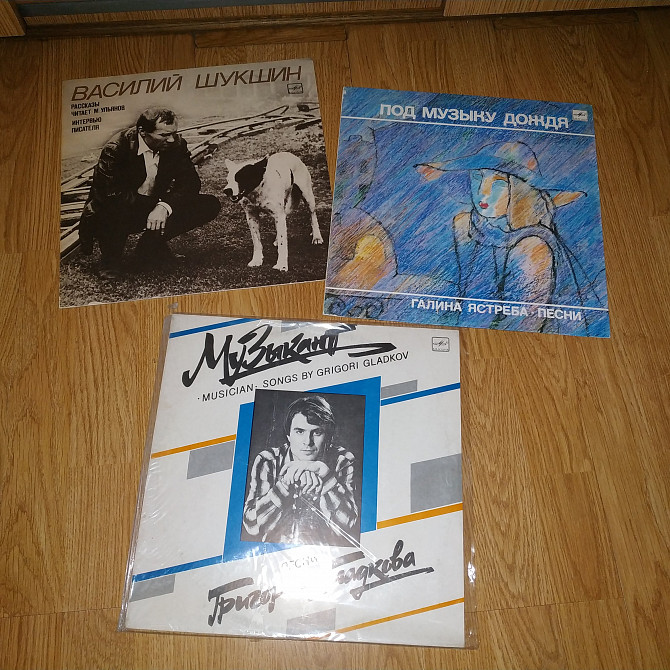 ВАСИЛИЙ ШУКШИН
РАССКАЗЫ
ЧИТАЕТ М. УЛЬЯНОВ
ИНТЕРВЬЮ
ПИСАТЕЛЯ
ПОД МУЗЫКУ ДОЖДЯ
ГАЛИНА ЯСТРЕБА · ПЕСНИ
Музыкант
· MUSICIAN: SONGS BY GRIGORI GLADKOV
Гладкова